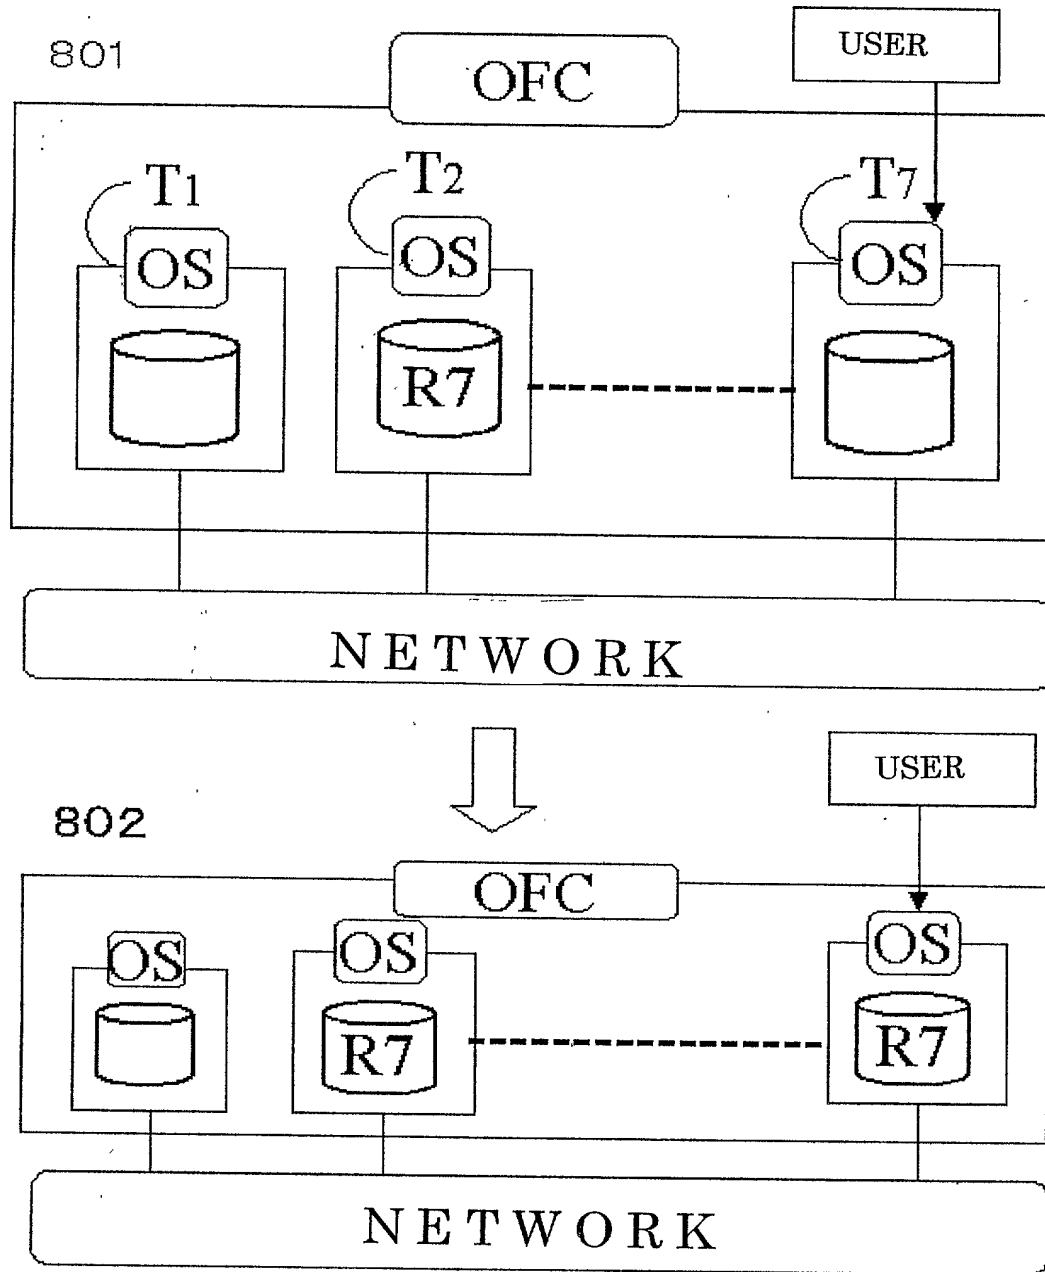 801
OFC
USER
T1
T2
T7
OS
OS
OS
R7
NETWORK
802
USER
OFC
OS
OS
OS
R7
R7
NETWORK